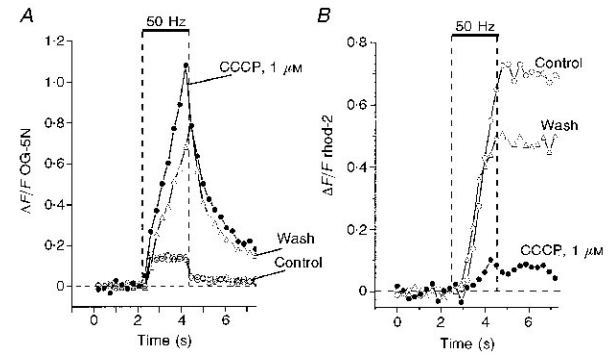 A
50 Hz
1·2
1·0
0·8
0·6
0·4
0·2
0
ΔF/F OG-5N
CCCP, 1 μM
Wash
Control
0 2 4 6
Time (s)
B
50 Hz
0·8
0·6
0·4
0·2
0
ΔF/F rhod-2
Control
Wash
CCCP, 1 μM
0 2 4 6
Time (s)